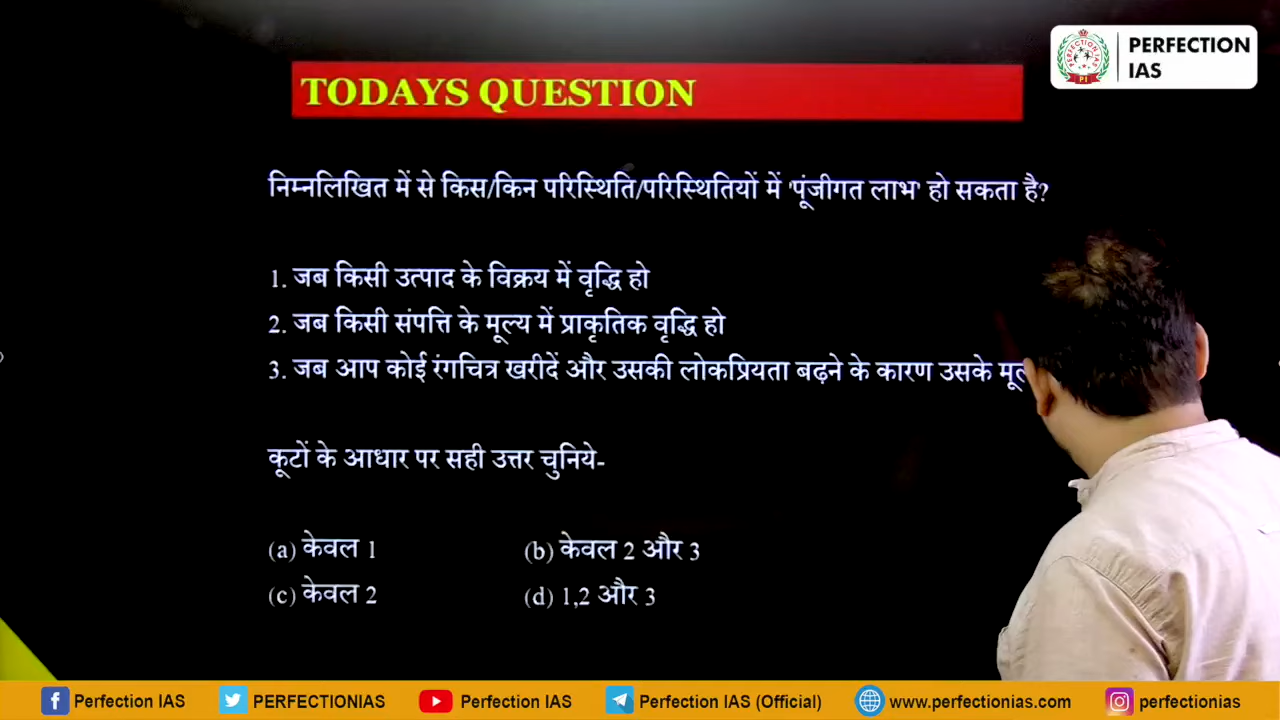 PERFECTION
IAS
PERFECTION IAS
PI
TODAYS QUESTION
निम्नलिखित में से किस/किन परिस्थिति/परिस्थितियों में 'पूंजीगत लाभ' हो सकता है?
1. जब किसी उत्पाद के विक्रय में वृद्धि हो
2. जब किसी संपत्ति के मूल्य में प्राकृतिक वृद्धि हो
3. जब आप कोई रंगचित्र खरीदें और उसकी लोकप्रियता बढ़ने के कारण उसके
कूटों के आधार पर सही उत्तर चुनिये-
(a) केवल 1 (b) केवल 2 और 3
(c) केवल 2 (d) 1,2 और 3
Perfection IAS PERFECTIONIAS Perfection IAS Perfection IAS (Official) www.perfectionias.com perfectionias